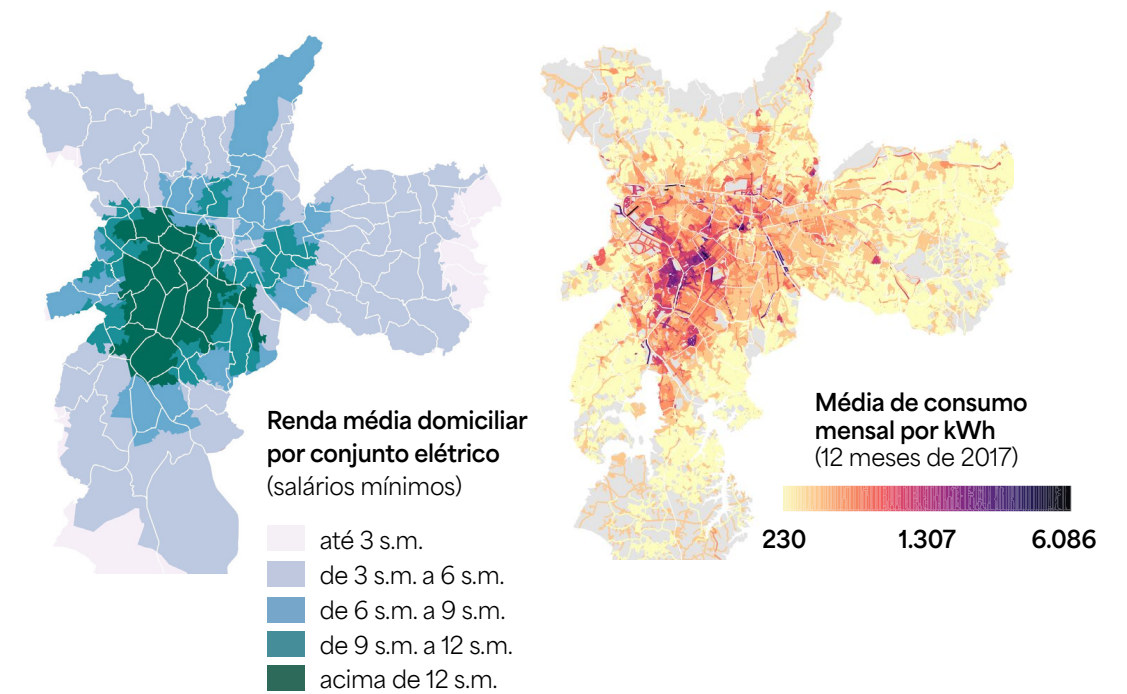 Renda média domiciliar
por conjunto elétrico
(salários mínimos)
até 3 s.m.
de 3 s.m. a 6 s.m.
de 6 s.m. a 9 s.m.
de 9 s.m. a 12 s.m.
acima de 12 s.m.
Média de consumo
mensal por kWh
(12 meses de 2017)
230 1.307 6.086